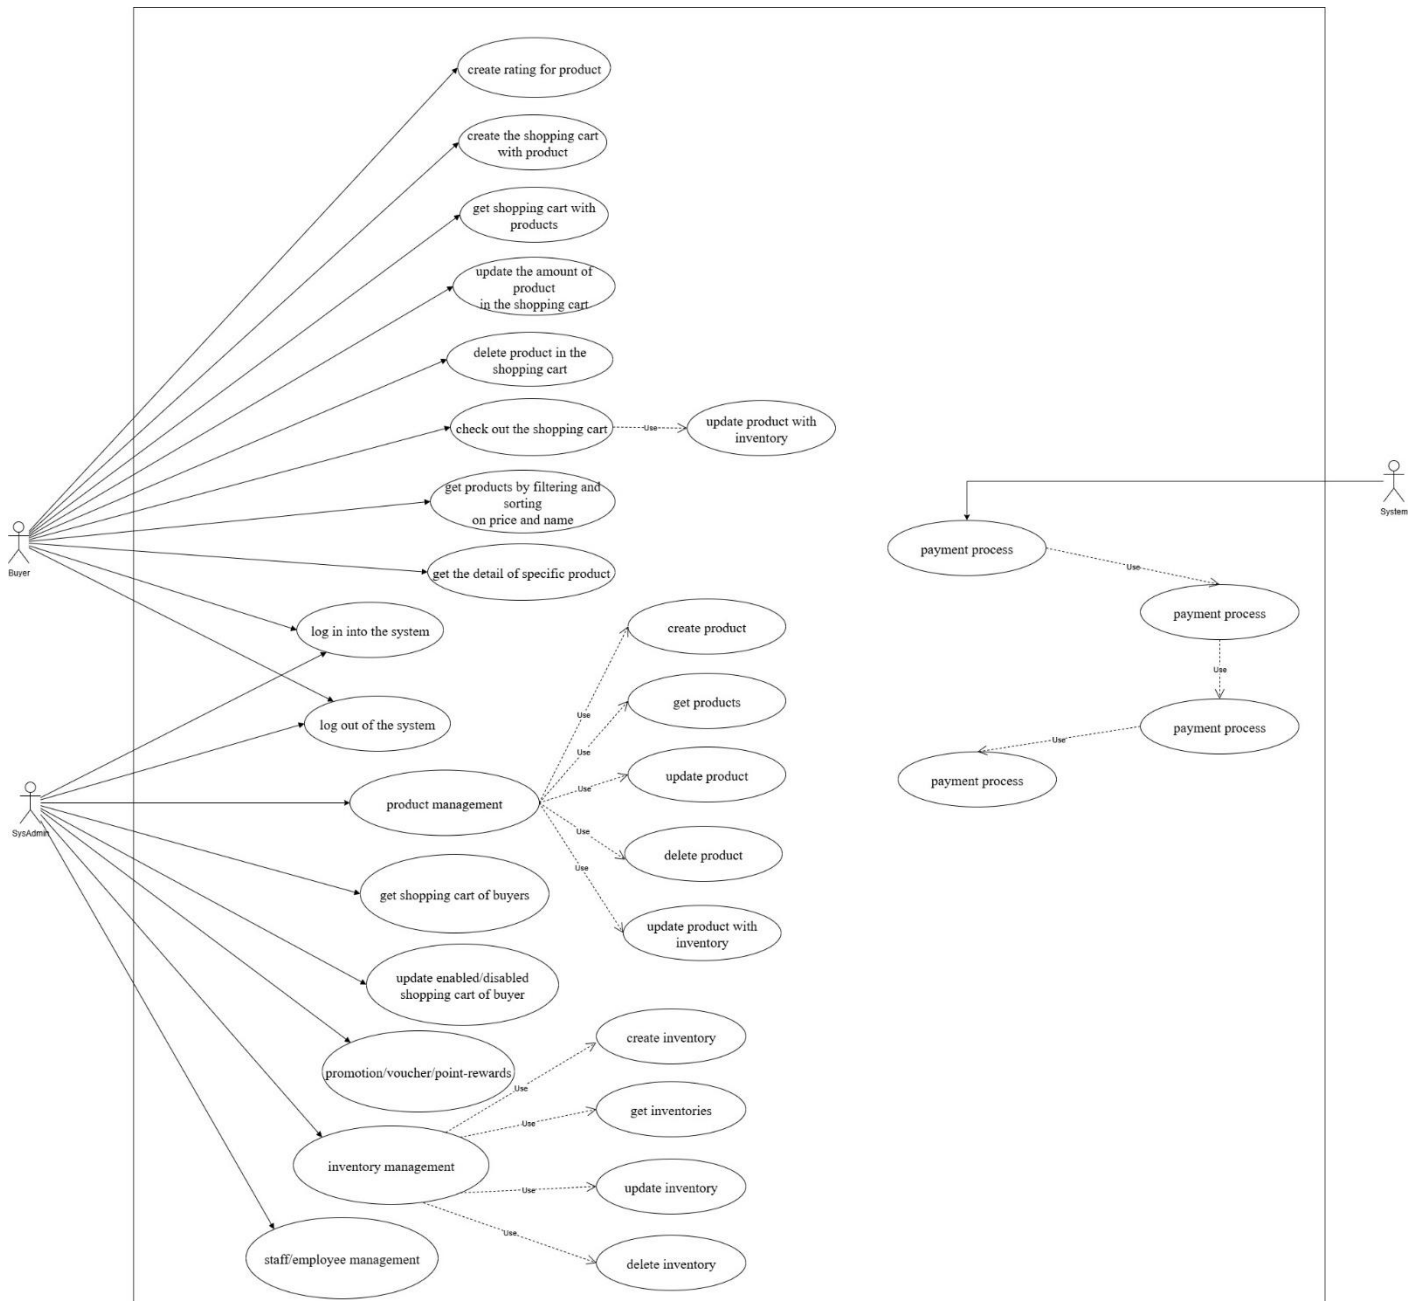 create rating for product
create the shopping cart
with product
get shopping cart with
products
update the amount of
product
in the shopping cart
delete product in the
shopping cart
check out the shopping cart
Use
update product with
inventory
get products by filtering and
sorting
on price and name
System
Buyer
payment process
Use
get the detail of specific product
payment process
log in into the system
create product
Use
get products
log out of the system
Use
payment process
Use
Use
update product
payment process
Use
product management
SysAdmin
Use
delete product
Use
get shopping cart of buyers
update product with
inventory
update enabled/disabled
shopping cart of buyer
create inventory
promotion/voucher/point-rewards
Use
get inventories
Use
inventory management
update inventory
Use
Use
staff/employee management
delete inventory